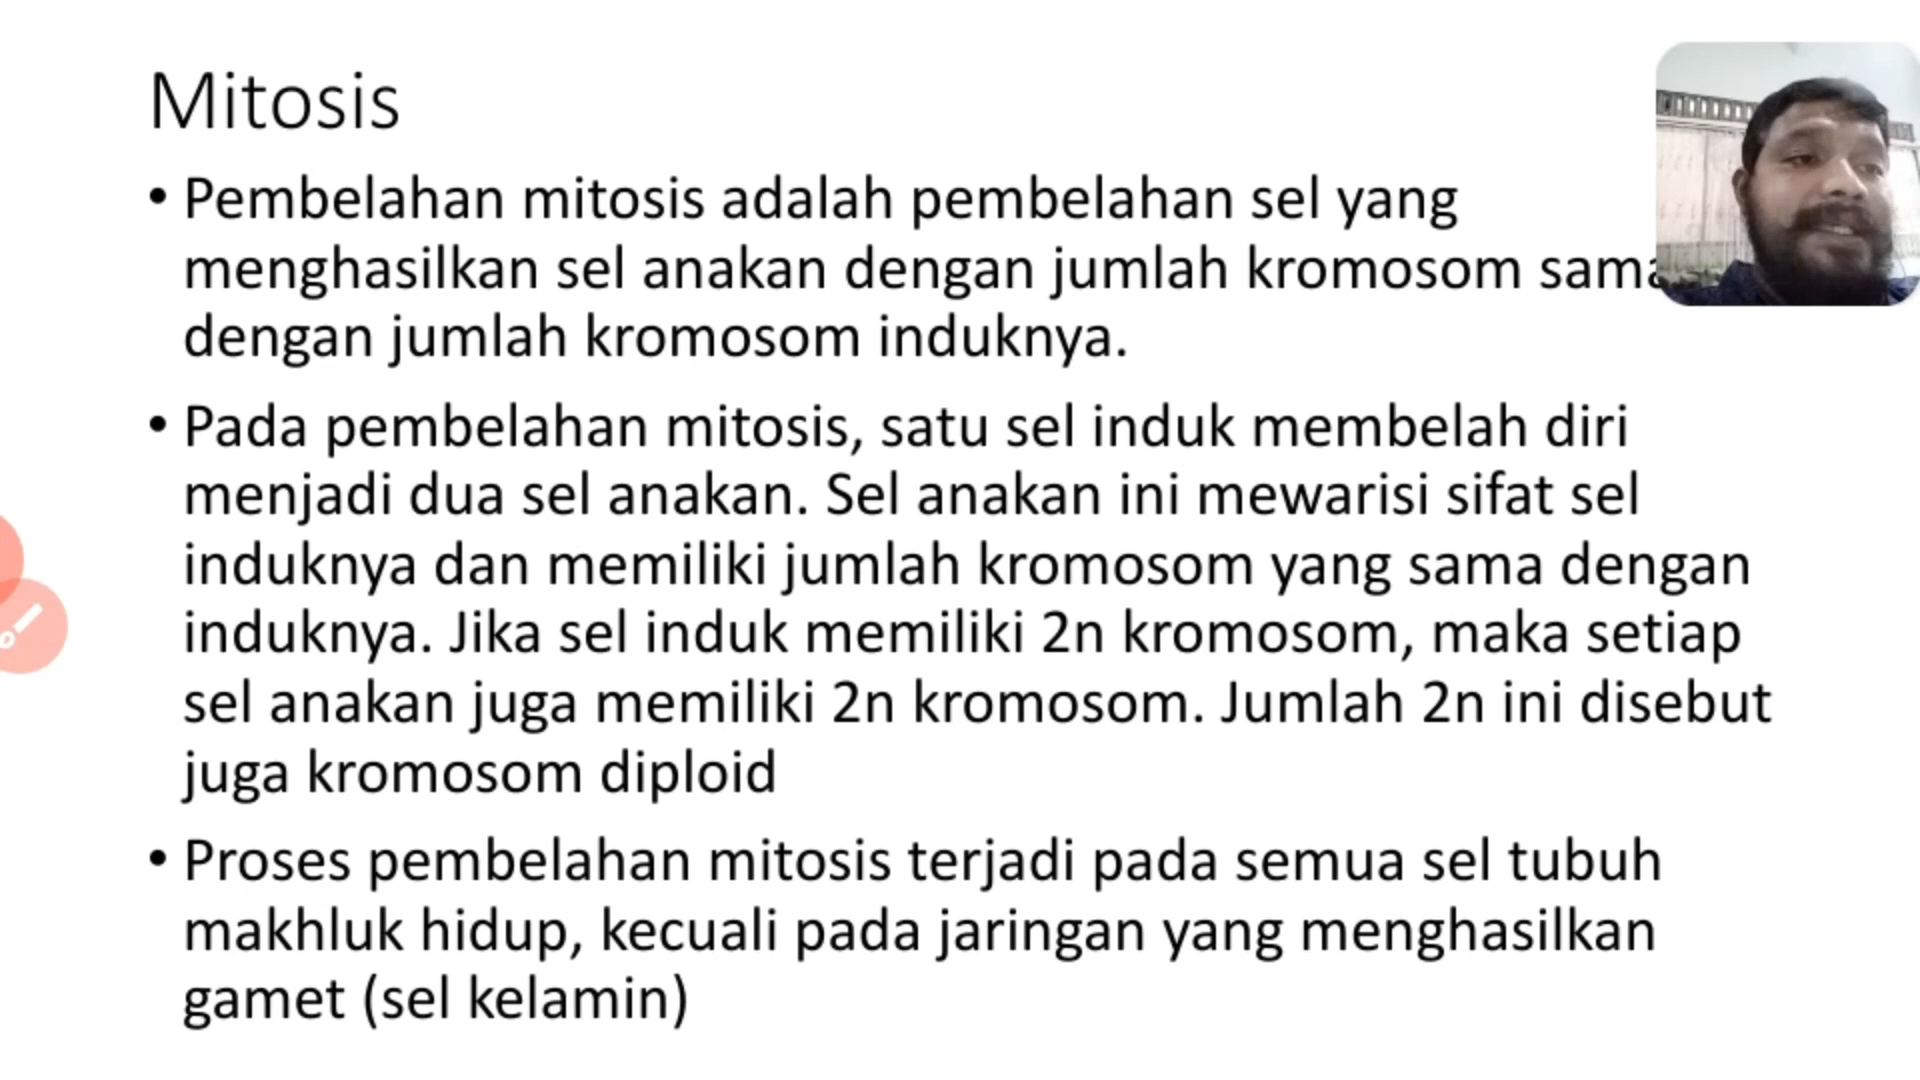 Mitosis
• Pembelahan mitosis adalah pembelahan sel yang
menghasilkan sel anakan dengan jumlah kromosom sama
dengan jumlah kromosom induknya.
• Pada pembelahan mitosis, satu sel induk membelah diri
menjadi dua sel anakan. Sel anakan ini mewarisi sifat sel
induknya dan memiliki jumlah kromosom yang sama dengan
induknya. Jika sel induk memiliki 2n kromosom, maka setiap
sel anakan juga memiliki 2n kromosom. Jumlah 2n ini disebut
juga kromosom diploid
• Proses pembelahan mitosis terjadi pada semua sel tubuh
makhluk hidup, kecuali pada jaringan yang menghasilkan
gamet (sel kelamin)